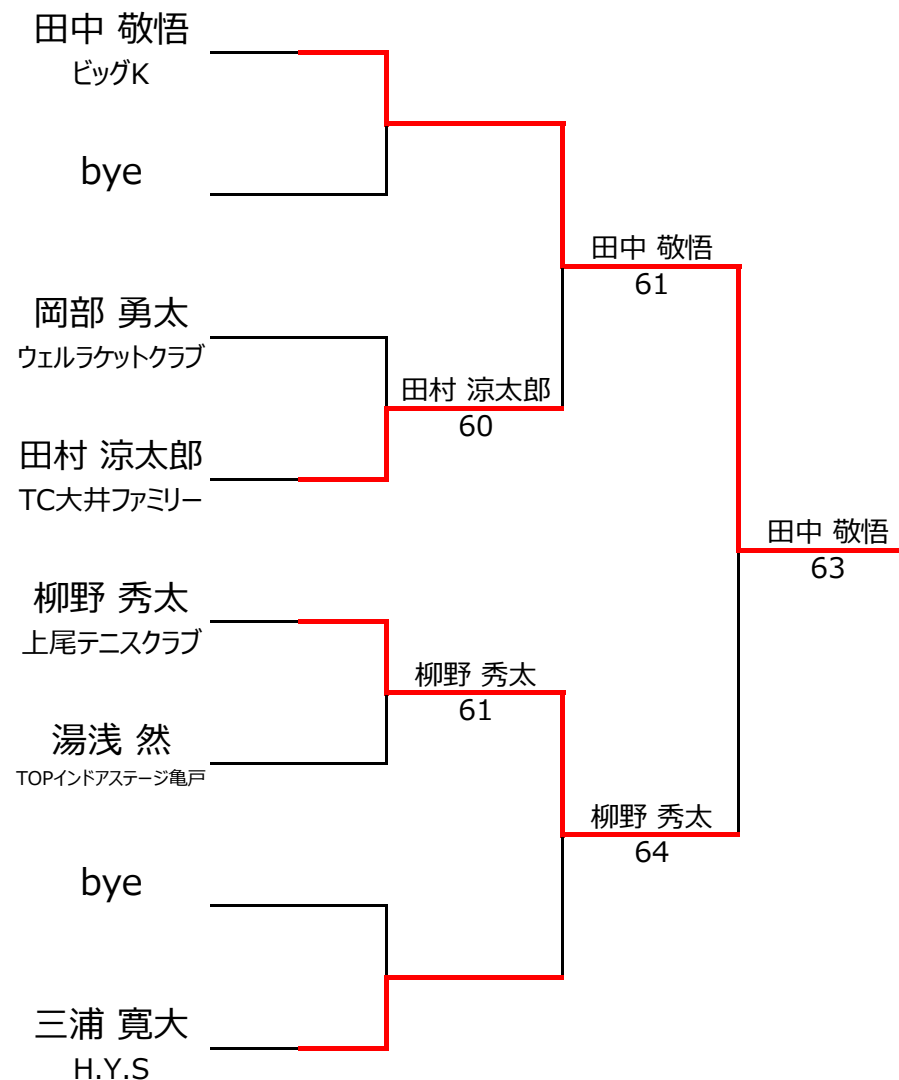 田中 敬悟
ビッグK
bye
岡部 勇太
ウェルラケットクラブ
田村 涼太郎
TC大井ファミリー
柳野 秀太
上尾テニスクラブ
湯浅 然
TOPインドアステージ亀戸
bye
三浦 寛大
H.Y.S
田村 涼太郎
60
柳野 秀太
61
田中 敬悟
61
柳野 秀太
64
田中 敬悟
63